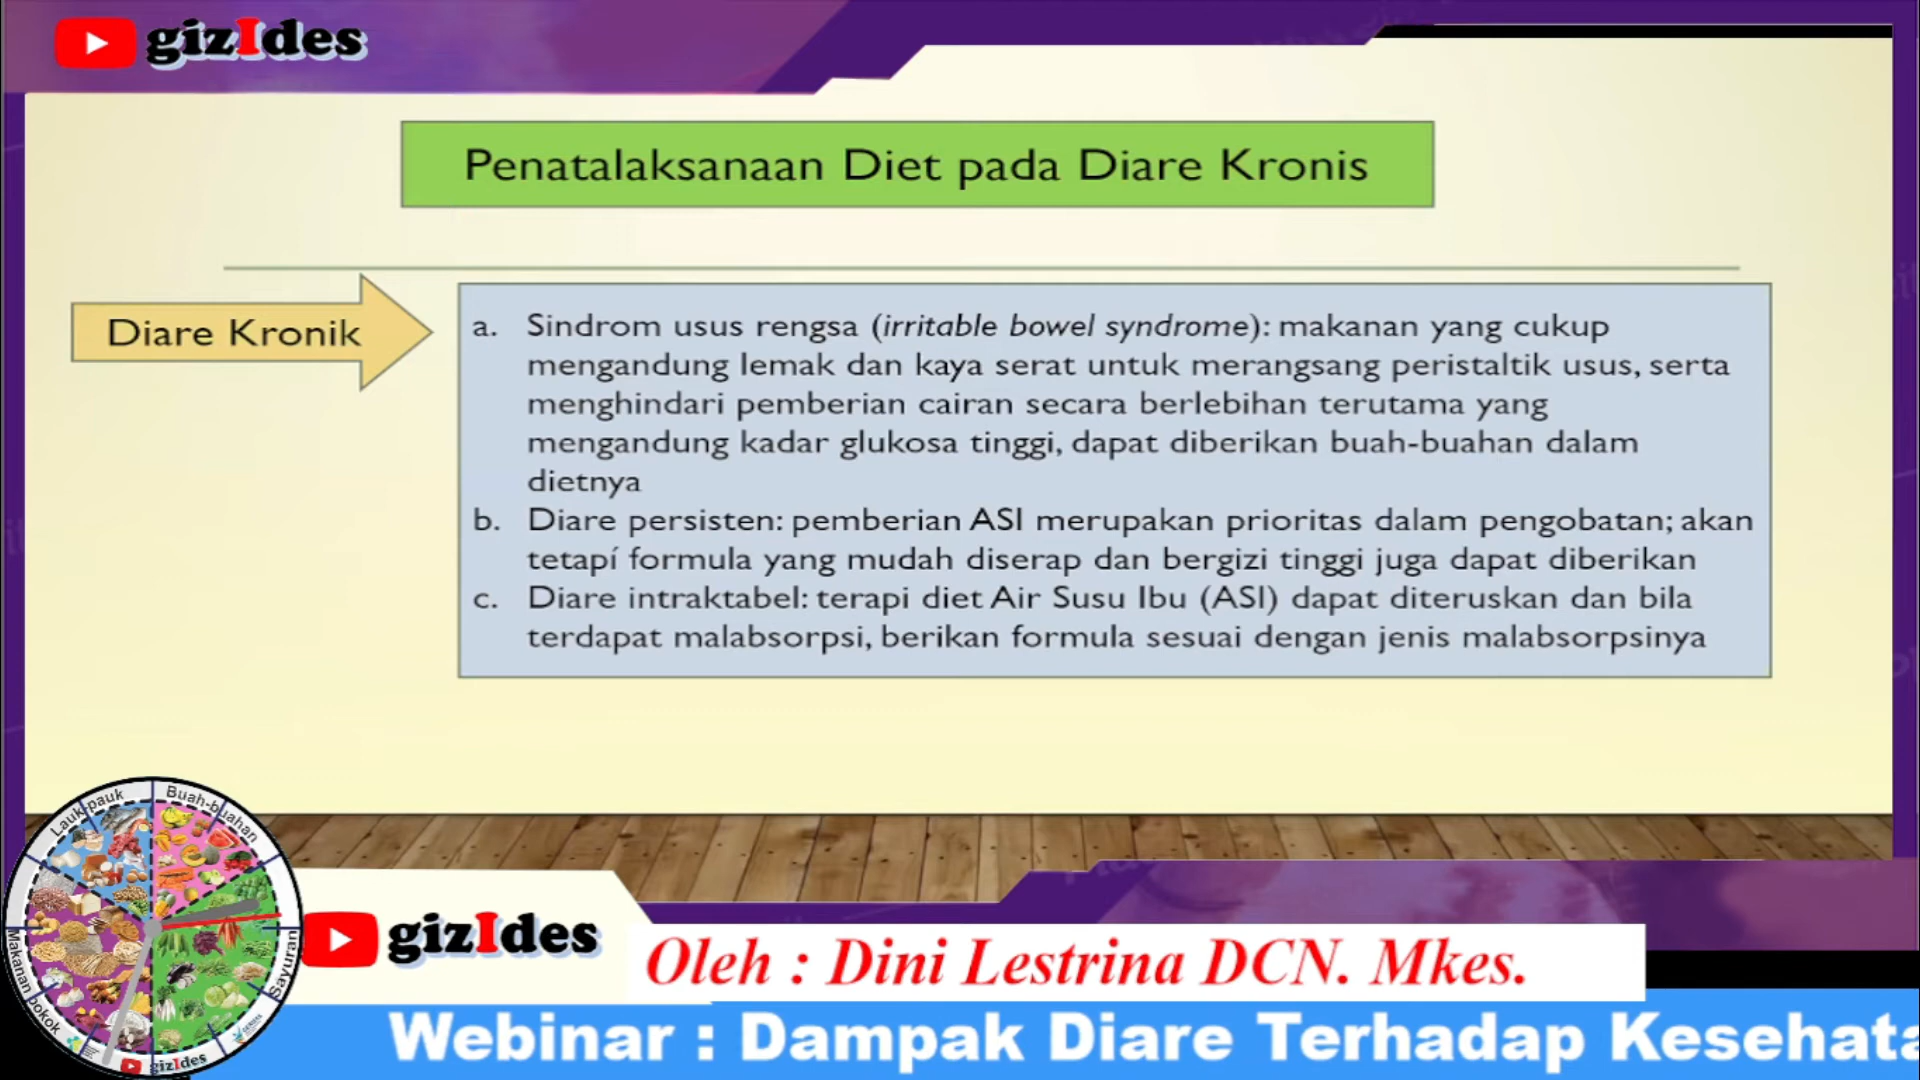 gizIdes
Penatalaksanaan Diet pada Diare Kronis
Diare Kronik
a. Sindrom usus rengsa (irritable bowel syndrome): makanan yang cukup
mengandung lemak dan kaya serat untuk merangsang peristaltik usus, serta
menghindari pemberian cairan secara berlebihan terutama yang
mengandung kadar glukosa tinggi, dapat diberikan buah-buahan dalam
dietnya
b. Diare persisten: pemberian ASI merupakan prioritas dalam pengobatan; akan
tetapí formula yang mudah diserap dan bergizi tinggi juga dapat diberikan
c. Diare intraktabel: terapi diet Air Susu Ibu (ASI) dapat diteruskan dan bila
terdapat malabsorpsi, berikan formula sesuai dengan jenis malabsorpsinya
Lauk-pauk
Buah-buahan
Makanan pokok
Sayuran
gizIdes
gizIdes
Oleh : Dini Lestrina DCN. Mkes.
Webinar : Dampak Diare Terhadap Kesehata